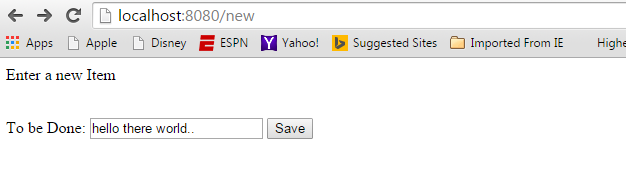 localhost:8080/new
Apps Apple Disney ESPN Yahoo! Suggested Sites Imported From IE Highe
Enter a new Item
To be Done: hello there world.. Save